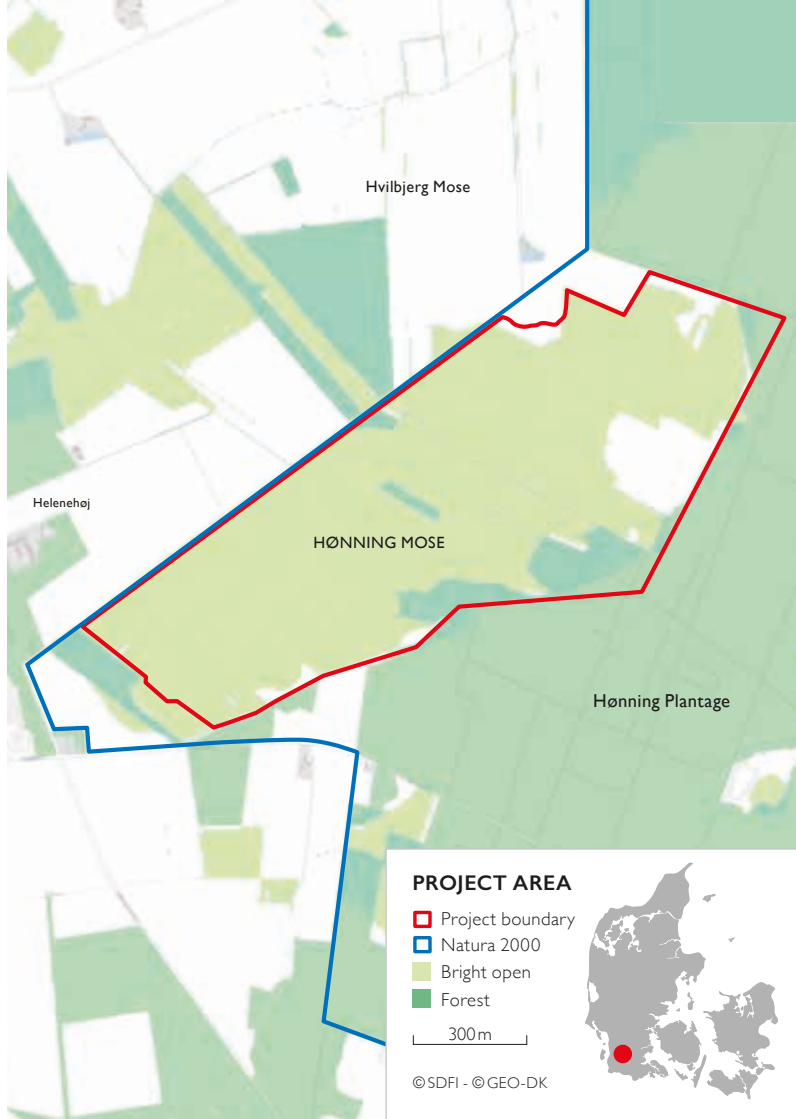 Hvilbjerg Mose
Helenehøj
HØNNING MOSE
Hønning Plantage
PROJECT AREA
Project boundary
Natura 2000
Bright open
Forest
300 m
© SDFI - © GEO-DK